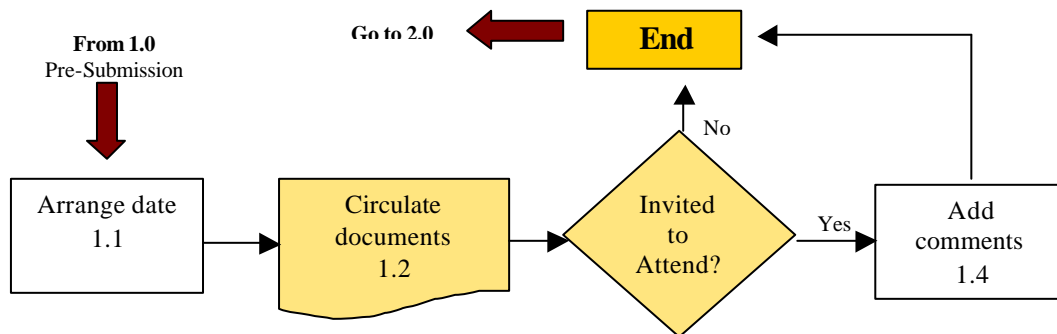 From 1.0
Pre-Submission
Go to 2.0
End
No
Arrange date
1.1
Circulate
documents
1.2
Invited
to
Attend?
Yes
Add
comments
1.4